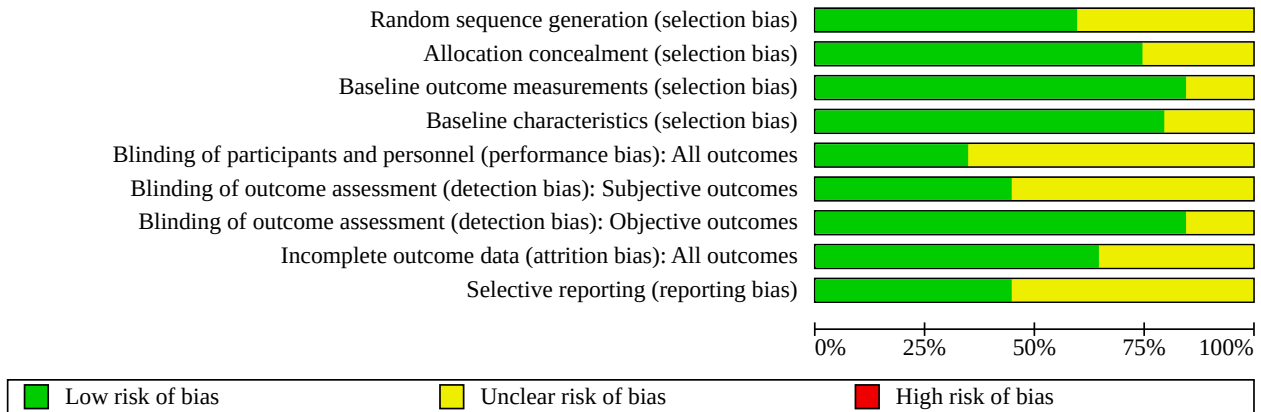 Random sequence generation (selection bias)
Allocation concealment (selection bias)
Baseline outcome measurements (selection bias)
Baseline characteristics (selection bias)
Blinding of participants and personnel (performance bias): All outcomes
Blinding of outcome assessment (detection bias): Subjective outcomes
Blinding of outcome assessment (detection bias): Objective outcomes
Incomplete outcome data (attrition bias): All outcomes
Selective reporting (reporting bias)
0% 25% 50% 75% 100%
Low risk of bias Unclear risk of bias High risk of bias